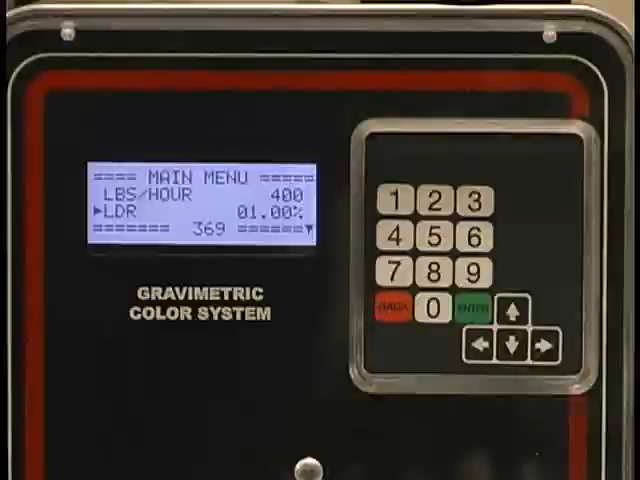 ==== MAIN MENU =====
LBS/HOUR 400
▶LDR 01.00%
======= 369 ======▼
GRAVIMETRIC
COLOR SYSTEM
1 2 3
4 5 6
7 8 9
BACK 0 ENTER